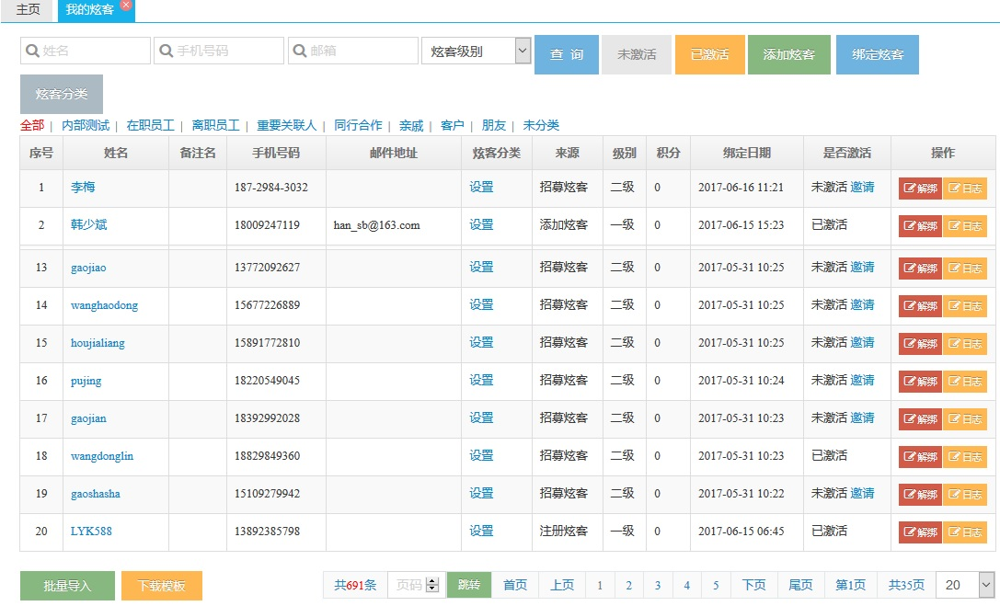 主页 我的炫客
姓名 手机号码 邮箱 炫客级别 查 询 未激活 已激活 添加炫客 绑定炫客
炫客分类
全部 | 内部测试 | 在职员工 | 离职员工 | 重要关联人 | 同行合作 | 亲戚 | 客户 | 朋友 | 未分类
序号 姓名 备注名 手机号码 邮件地址 炫客分类 来源 级别 积分 绑定日期 是否激活 操作
1 李梅 187-2984-3032 设置 招募炫客 二级 0 2017-06-16 11:21 未激活 邀请 解绑 日志
2 韩少斌 18009247119 han_sb@163.com 设置 添加炫客 一级 0 2017-06-15 15:23 已激活 解绑 日志
13 gaojiao 13772092627 设置 招募炫客 二级 0 2017-05-31 10:25 未激活 邀请 解绑 日志
14 wanghaodong 15677226889 设置 招募炫客 二级 0 2017-05-31 10:25 未激活 邀请 解绑 日志
15 houjialiang 15891772810 设置 招募炫客 二级 0 2017-05-31 10:25 未激活 邀请 解绑 日志
16 pujing 18220549045 设置 招募炫客 二级 0 2017-05-31 10:24 未激活 邀请 解绑 日志
17 gaojian 18392992028 设置 招募炫客 二级 0 2017-05-31 10:23 未激活 邀请 解绑 日志
18 wangdonglin 18829849360 设置 招募炫客 二级 0 2017-05-31 10:23 已激活 解绑 日志
19 gaoshasha 15109279942 设置 招募炫客 二级 0 2017-05-31 10:22 未激活 邀请 解绑 日志
20 LYK588 13892385798 设置 注册炫客 一级 0 2017-06-15 06:45 已激活 解绑 日志
批量导入 下载模板 共691条 页码 跳转 首页 上页 1 2 3 4 5 下页 尾页 第1页 共35页 20